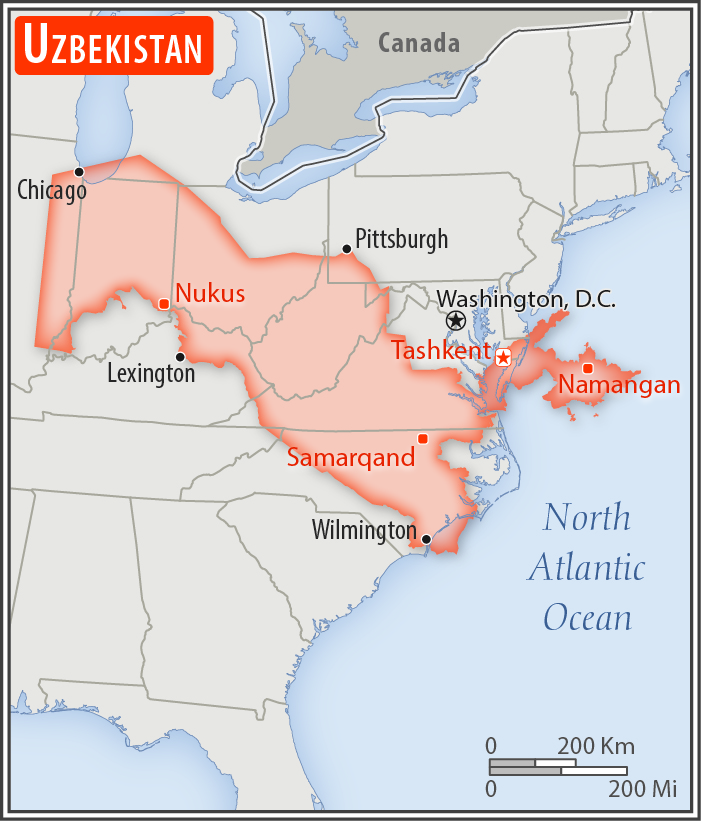 UZBEKISTAN
Canada
Chicago
Pittsburgh
Nukus
Washington, D.C.
Tashkent
Lexington
Namangan
Samarqand
Wilmington
North
Atlantic
Ocean
0 200 Km
0 200 Mi